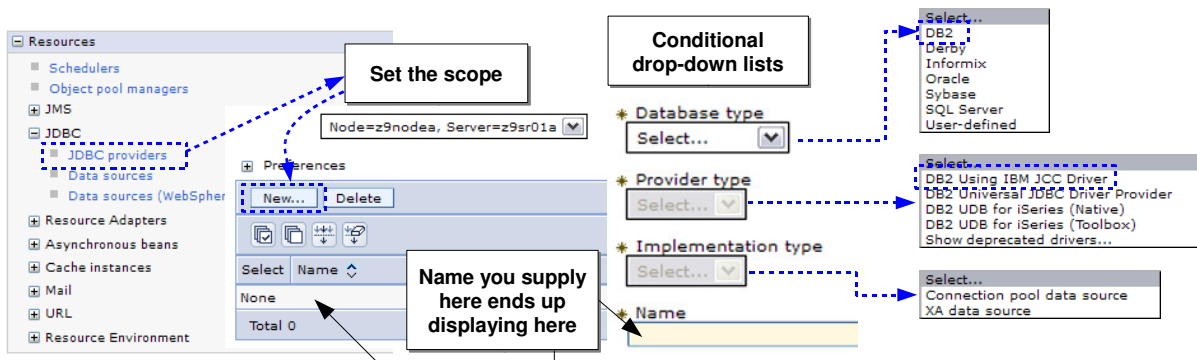 Resources
Schedulers
Object pool managers
JMS
JDBC
JDBC providers
Data sources
Data sources (WebSpher
Resource Adapters
Asynchronous beans
Cache instances
Mail
URL
Resource Environment
Set the scope
Node=z9nodea, Server=z9sr01a
Preferences
New... Delete
Select Name
None
Total 0
Name you supply
here ends up
displaying here
Conditional
drop-down lists
Database type
Select...
Provider type
Select...
Implementation type
Select...
Name
Select...
DB2
Derby
Informix
Oracle
Sybase
SQL Server
User-defined
Select...
DB2 Using IBM JCC Driver
DB2 Universal JDBC Driver Provider
DB2 UDB for iSeries (Native)
DB2 UDB for iSeries (Toolbox)
Show deprecated drivers...
Select...
Connection pool data source
XA data source